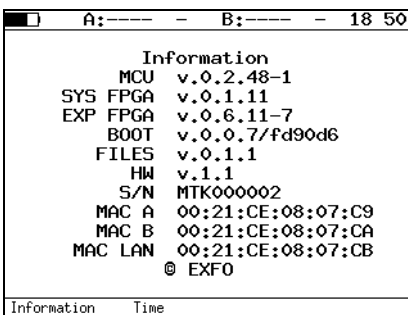 A:---- - B:---- - 18 50
Information
MCU v.0.2.48-1
SYS FPGA v.0.1.11
EXP FPGA v.0.6.11-7
BOOT v.0.0.7/fd90d6
FILES v.0.1.1
HW v.1.1
S/N MTK000002
MAC A 00:21:CE:08:07:C9
MAC B 00:21:CE:08:07:CA
MAC LAN 00:21:CE:08:07:CB
© EXFO
Information Time